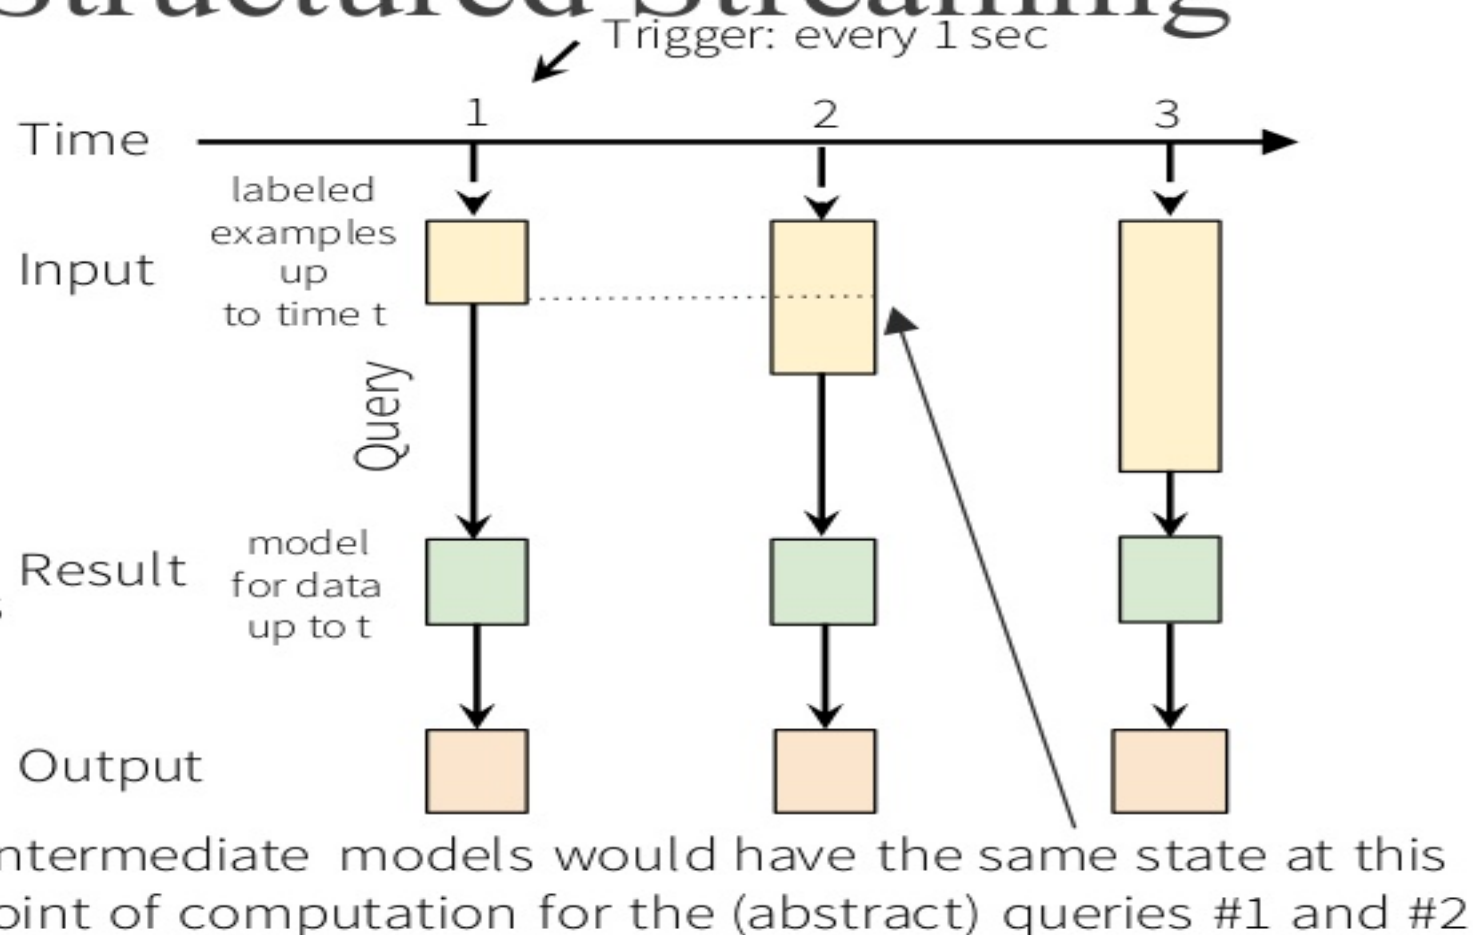 Structured Streaming
Trigger: every 1 sec
1 2 3
Time
labeled
examples
up
to time t
Input
Query
model
for data
up to t
Result
s
Output
ntermediate models would have the same state at this
oint of computation for the (abstract) queries #1 and #2